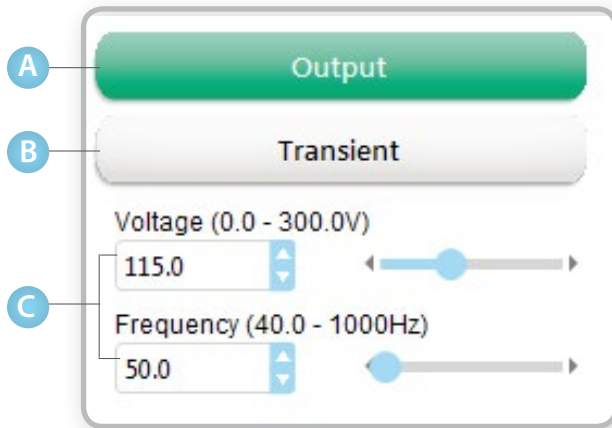 A
Output
B
Transient
Voltage (0.0 - 300.0V)
115.0
C
Frequency (40.0 - 1000Hz)
50.0